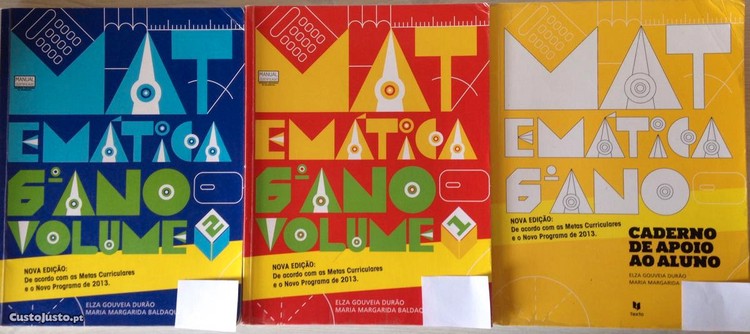 MANUAL
MAT
EMÁTICA
6.º ANO
VOLUME 2
NOVA EDIÇÃO:
De acordo com as Metas Curriculares
e o Novo Programa de 2013.
ELZA GOUVEIA DURÃO
MARIA MARGARIDA
CustoJusto.pt
MANUAL
MAT
EMÁTICA
6.º ANO
VOLUME 1
NOVA EDIÇÃO:
De acordo com as Metas Curriculares
e o Novo Programa de 2013.
ELZA GOUVEIA DURÃO
MARIA MARGARIDA
MAT
EMÁTICA
6.º ANO
NOVA EDIÇÃO:
De acordo com as Metas Curriculares
e o Novo Programa de 2013.
CADERNO
DE APOIO
AO ALUNO
ELZA GOUVEIA DURÃO
MARIA MARGARIDA
texto